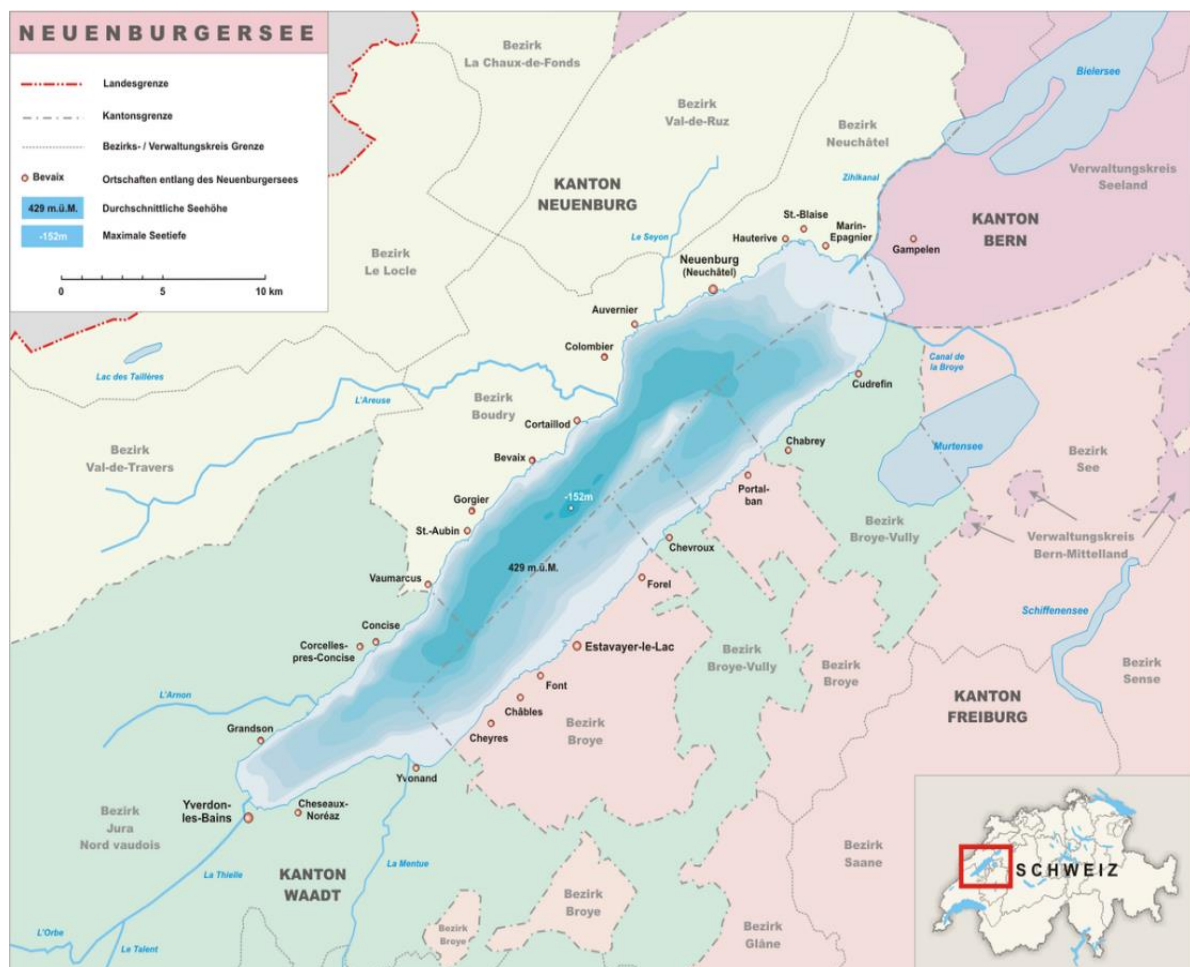 NEUENBURGERSEE
Landesgrenze
Kantonsgrenze
Bezirks- / Verwaltungskreis Grenze
Bevaix
Ortschaften entlang des Neuenburgersees
429 m.ü.M.
Durchschnittliche Seehöhe
-152m
Maximale Seetiefe
0
5
10 km
Bezirk
La Chaux-de-Fonds
Bezirk
Val-de-Ruz
Bezirk
Neuchâtel
Bielersee
Verwaltungskreis
Seeland
Zihlkanal
KANTON
NEUENBURG
KANTON
BERN
St.-Blaise
Hauterive
Marin-
Epagnier
Gampelen
Le Seyon
Bezirk
Le Locle
Neuenburg
(Neuchâtel)
Auvernier
Colombier
Lac des Taillères
L'Areuse
Canal de
la Broye
Cudrefin
Bezirk
Boudry
Cortaillod
Chabrey
Murtensee
Bezirk
Val-de-Travers
Bevaix
Portal-
ban
Bezirk
See
Gorgier
-152m
St.-Aubin
Bezirk
Broye-Vully
Verwaltungskreis
Bern-Mittelland
Chevroux
429 m.ü.M.
Vaumarcus
Forel
Schiffenensee
Concise
Corcelles-
pres-Concise
Estavayer-le-Lac
Bezirk
Broye-Vully
Bezirk
Broye
Bezirk
Sense
Font
L'Arnon
Châbles
KANTON
FREIBURG
Grandson
Cheyres
Bezirk
Broye
Yvonand
Yverdon-
les-Bains
Cheseaux-
Noréaz
Bezirk
Jura
Nord vaudois
La Thielle
La Mentue
KANTON
WAADT
Bezirk
Saane
SCHWEIZ
Bezirk
Broye
L'Orbe
Le Talent
Bezirk
Broye
Bezirk
Glâne